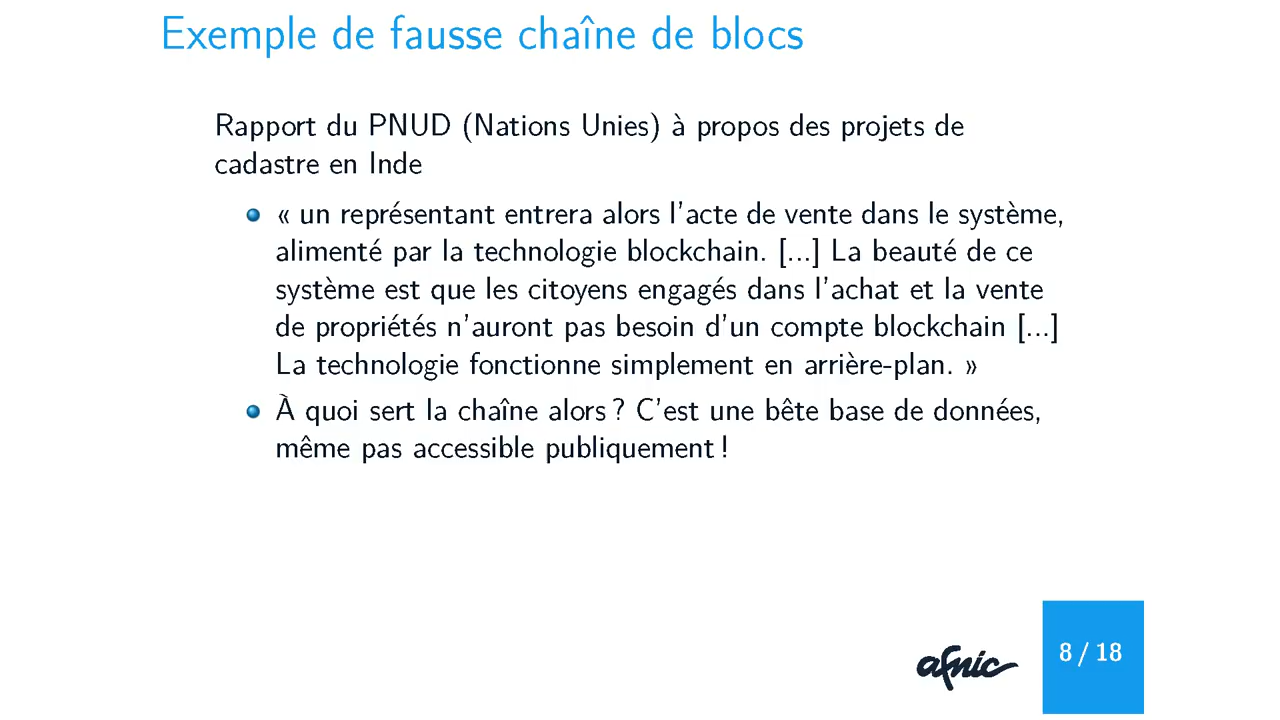 Exemple de fausse chaîne de blocs
Rapport du PNUD (Nations Unies) à propos des projets de
cadastre en Inde
« un représentant entrera alors l'acte de vente dans le système,
alimenté par la technologie blockchain. [...] La beauté de ce
système est que les citoyens engagés dans l'achat et la vente
de propriétés n'auront pas besoin d'un compte blockchain [...]
La technologie fonctionne simplement en arrière-plan. »
À quoi sert la chaîne alors ? C'est une bête base de données,
même pas accessible publiquement !
afnic
8 / 18